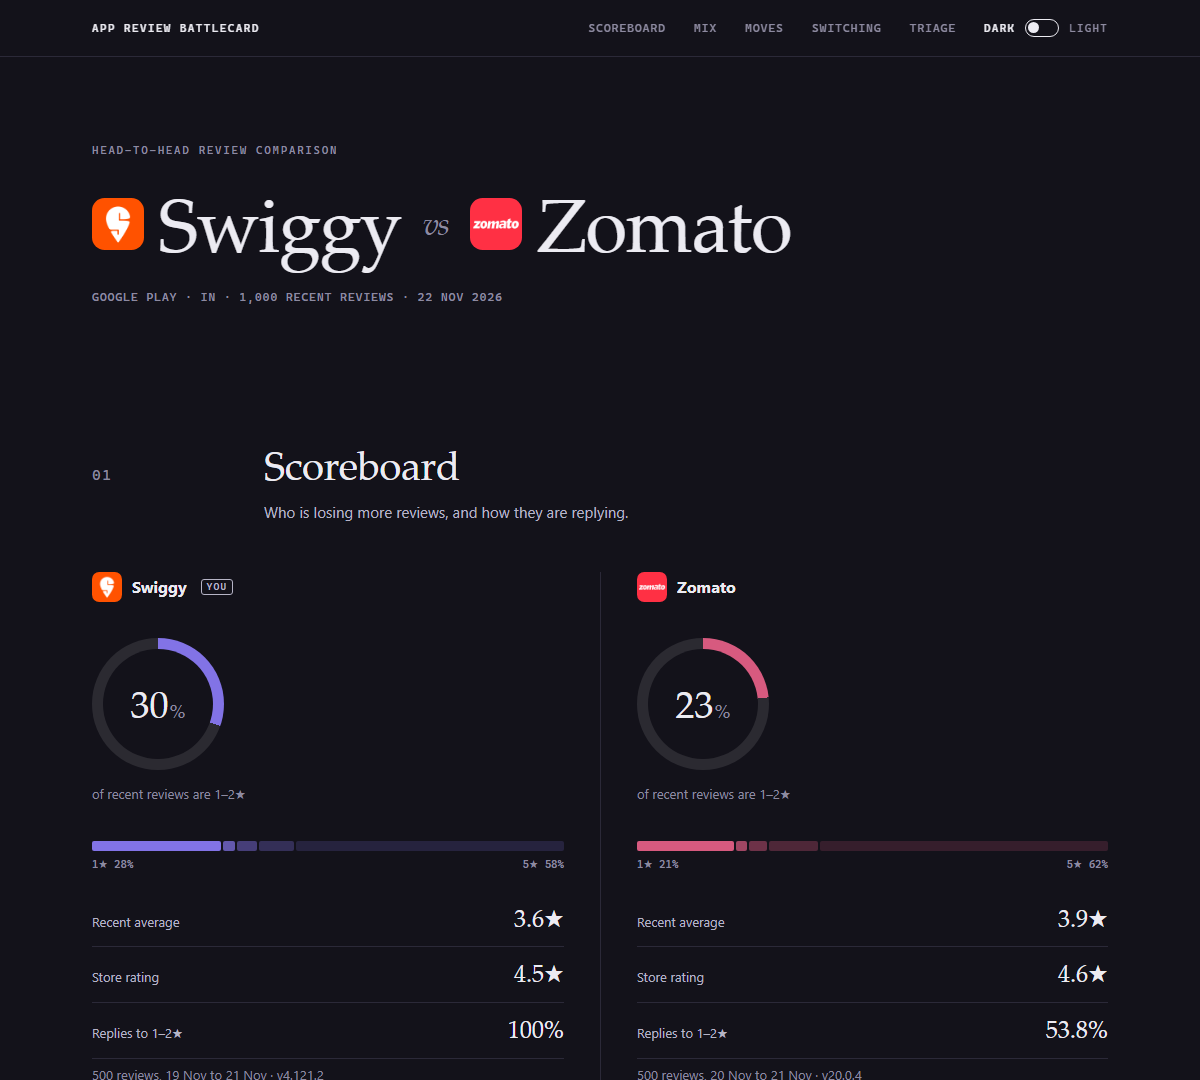 APP REVIEW BATTLECARD
SCOREBOARD MIX MOVES SWITCHING TRIAGE DARK LIGHT
HEAD-TO-HEAD REVIEW COMPARISON
Swiggy vs zomato Zomato
GOOGLE PLAY · IN · 1,000 RECENT REVIEWS · 22 NOV 2026
01
Scoreboard
Who is losing more reviews, and how they are replying.
Swiggy YOU
30%
of recent reviews are 1–2★
1★ 28% 5★ 58%
Recent average 3.6★
Store rating 4.5★
Replies to 1–2★ 100%
500 reviews, 19 Nov to 21 Nov · v4.121.2
zomato Zomato
23%
of recent reviews are 1–2★
1★ 21% 5★ 62%
Recent average 3.9★
Store rating 4.6★
Replies to 1–2★ 53.8%
500 reviews, 20 Nov to 21 Nov · v20.0.4